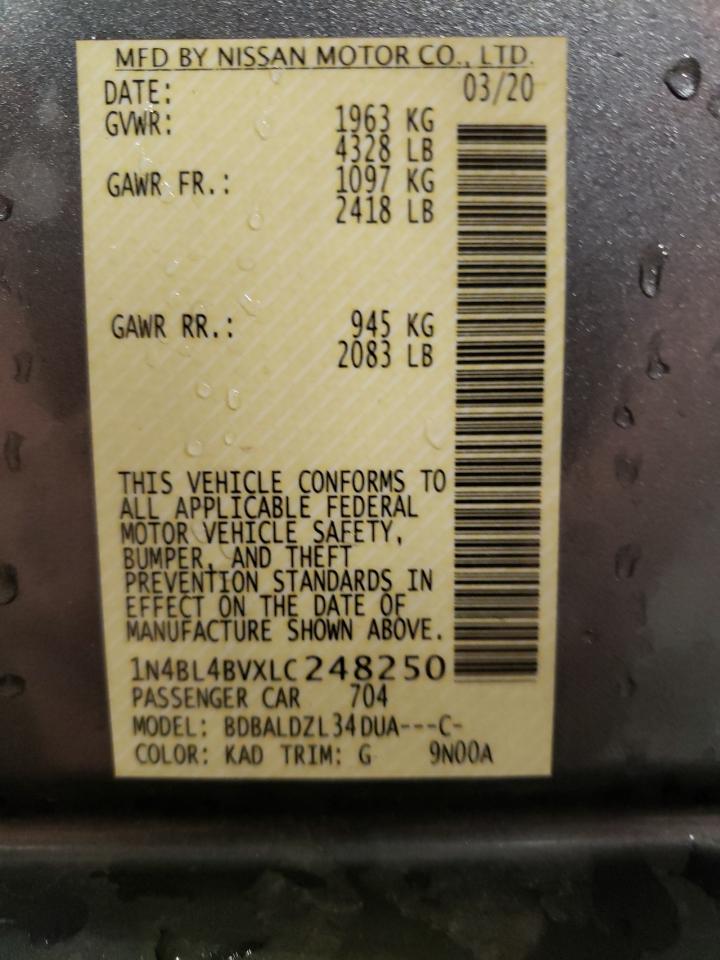 MFD BY NISSAN MOTOR CO., LTD.
DATE: 03/20
GVWR: 1963 KG
4328 LB
GAWR FR.: 1097 KG
2418 LB
GAWR RR.: 945 KG
2083 LB
THIS VEHICLE CONFORMS TO
ALL APPLICABLE FEDERAL
MOTOR VEHICLE SAFETY,
BUMPER, AND THEFT
PREVENTION STANDARDS IN
EFFECT ON THE DATE OF
MANUFACTURE SHOWN ABOVE.
1N4BL4BVXLC248250
PASSENGER CAR 704
MODEL: BDBALDZL34DUA---C-
COLOR: KAD TRIM: G 9N00A